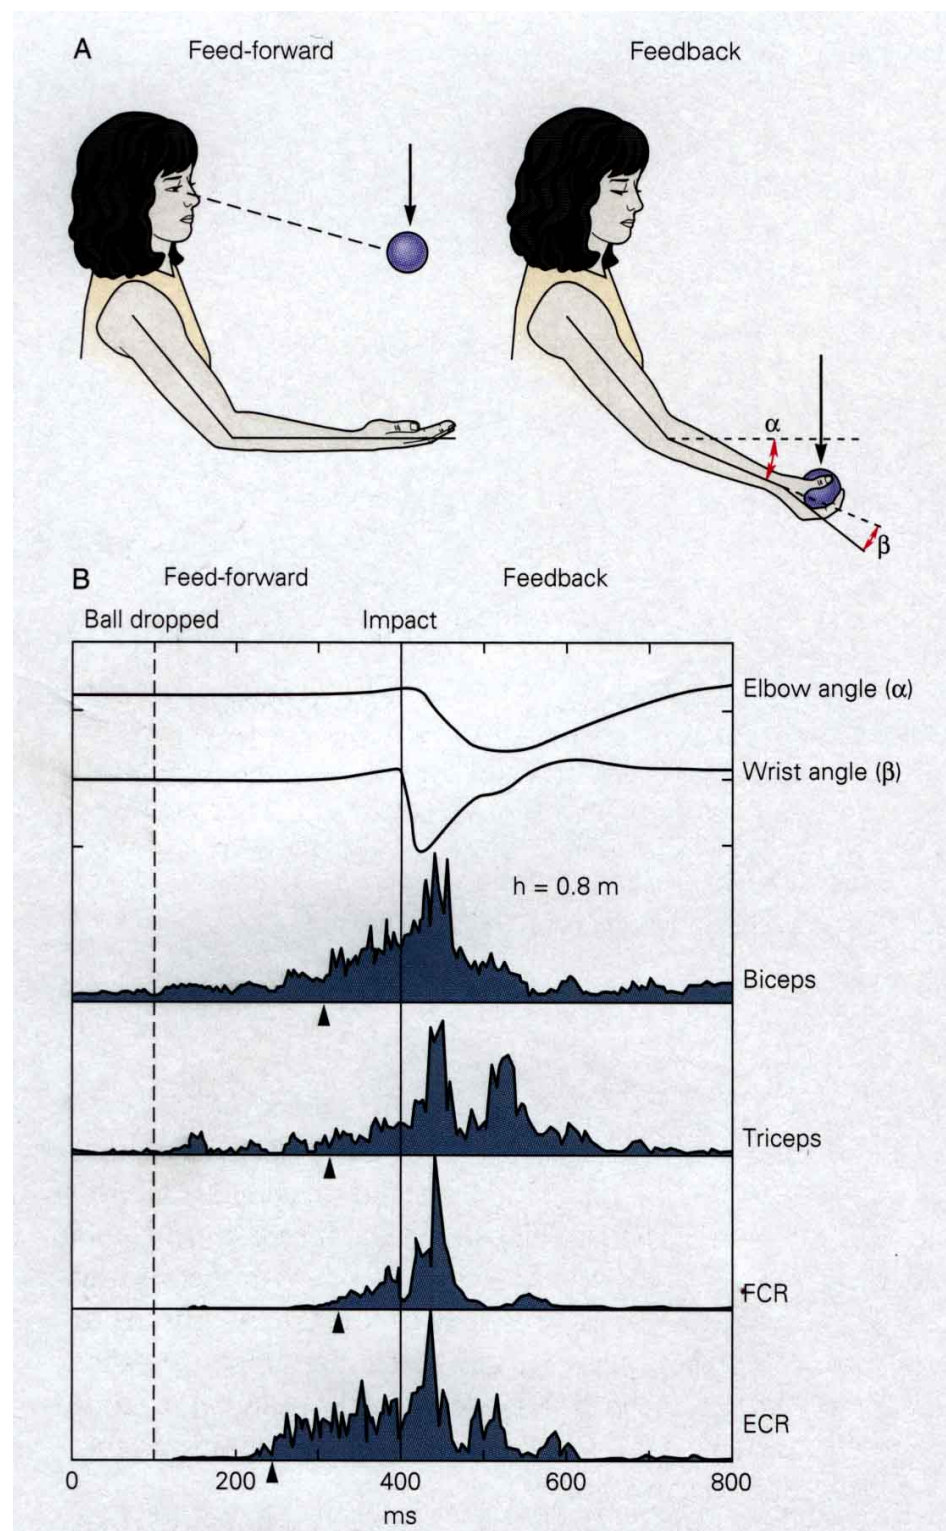 A
Feed-forward
Feedback
α
β
B
Feed-forward
Feedback
Ball dropped
Impact
Elbow angle (α)
Wrist angle (β)
h = 0.8 m
Biceps
Triceps
FCR
ECR
0
200
400
600
800
ms